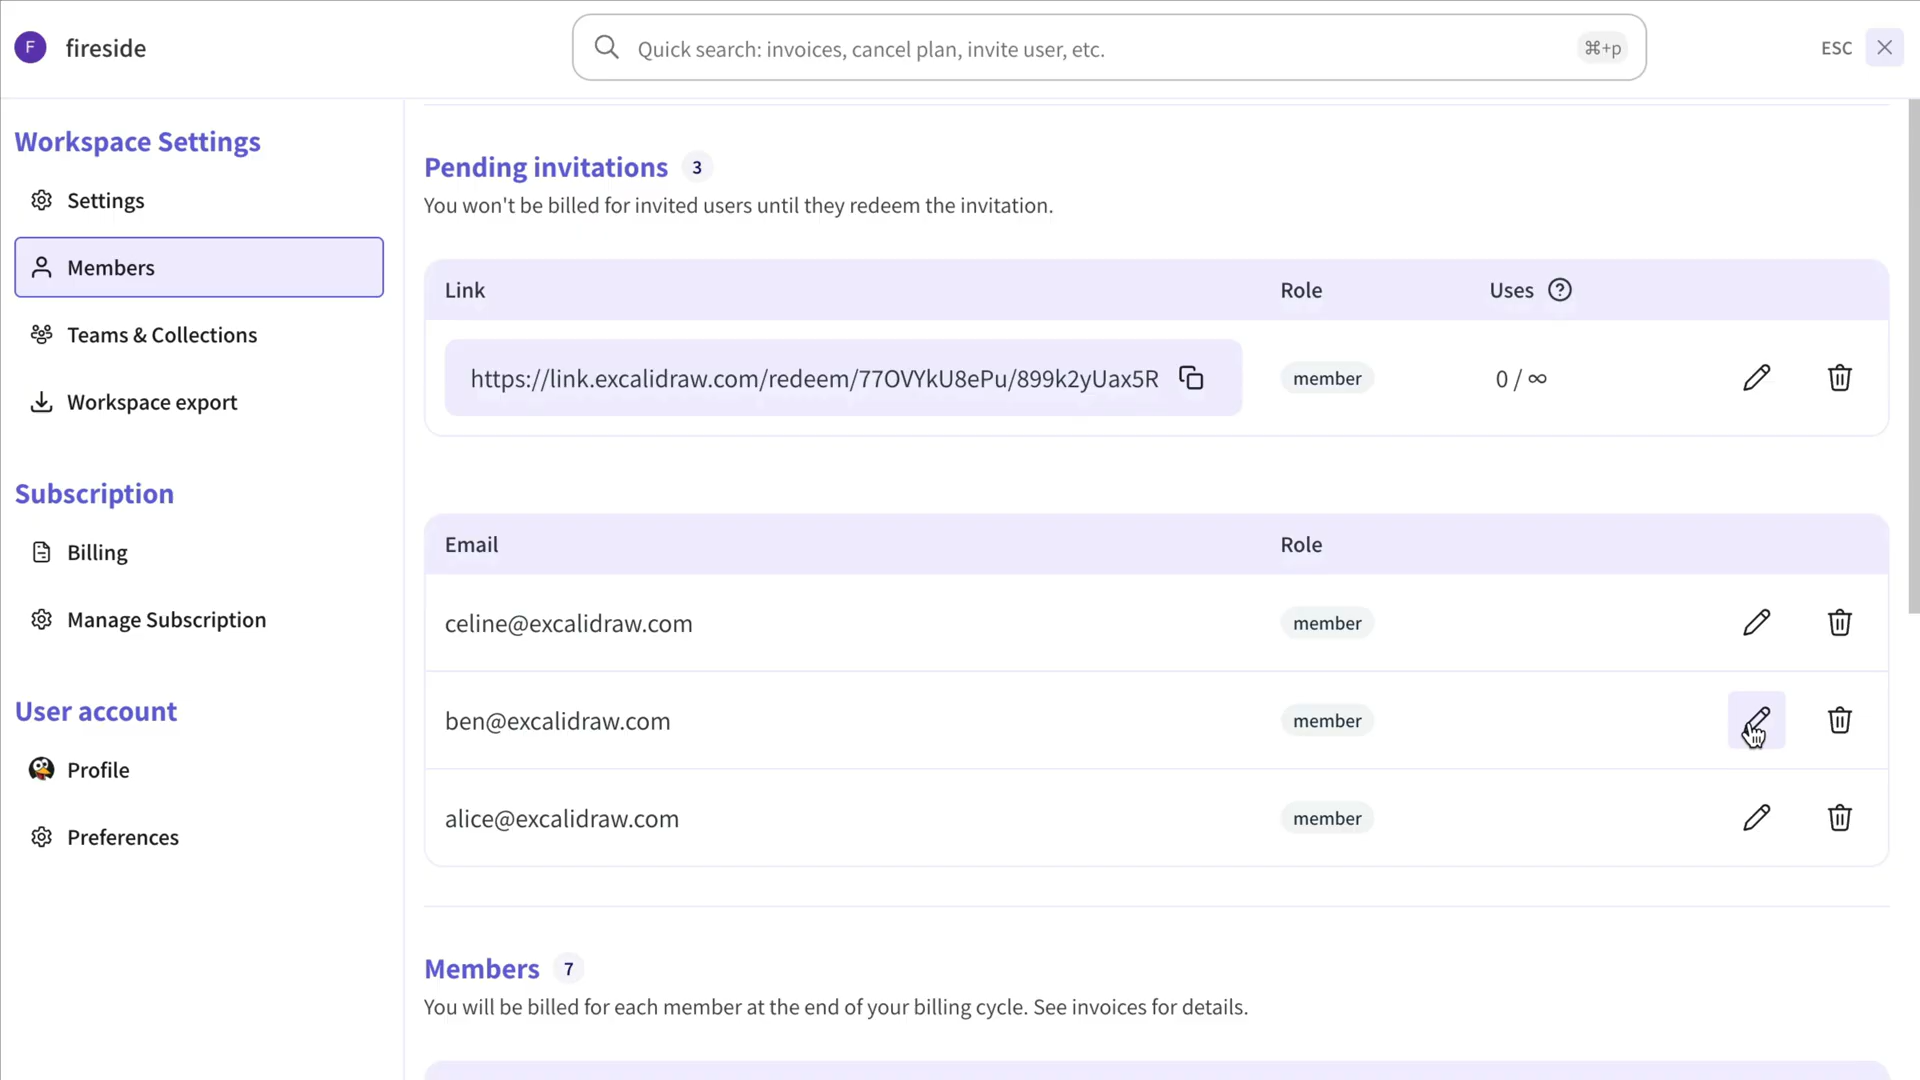 F fireside
Quick search: invoices, cancel plan, invite user, etc. ⌘+p
ESC
Workspace Settings
Settings
Members
Teams & Collections
Workspace export
Subscription
Billing
Manage Subscription
User account
Profile
Preferences
Pending invitations 3
You won't be billed for invited users until they redeem the invitation.
Link Role Uses ?
https://link.excalidraw.com/redeem/77OVYkU8ePu/899k2yUax5R member 0 / ∞
Email Role
celine@excalidraw.com member
ben@excalidraw.com member
alice@excalidraw.com member
Members 7
You will be billed for each member at the end of your billing cycle. See invoices for details.